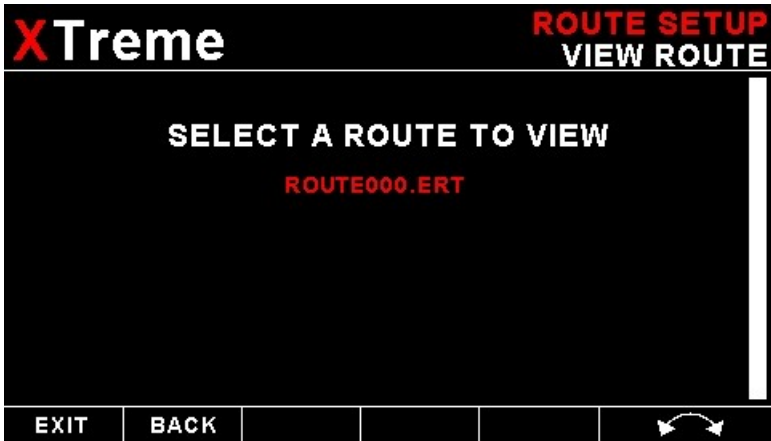 XTreme
ROUTE SETUP
VIEW ROUTE
SELECT A ROUTE TO VIEW
ROUTE000.ERT
EXIT BACK